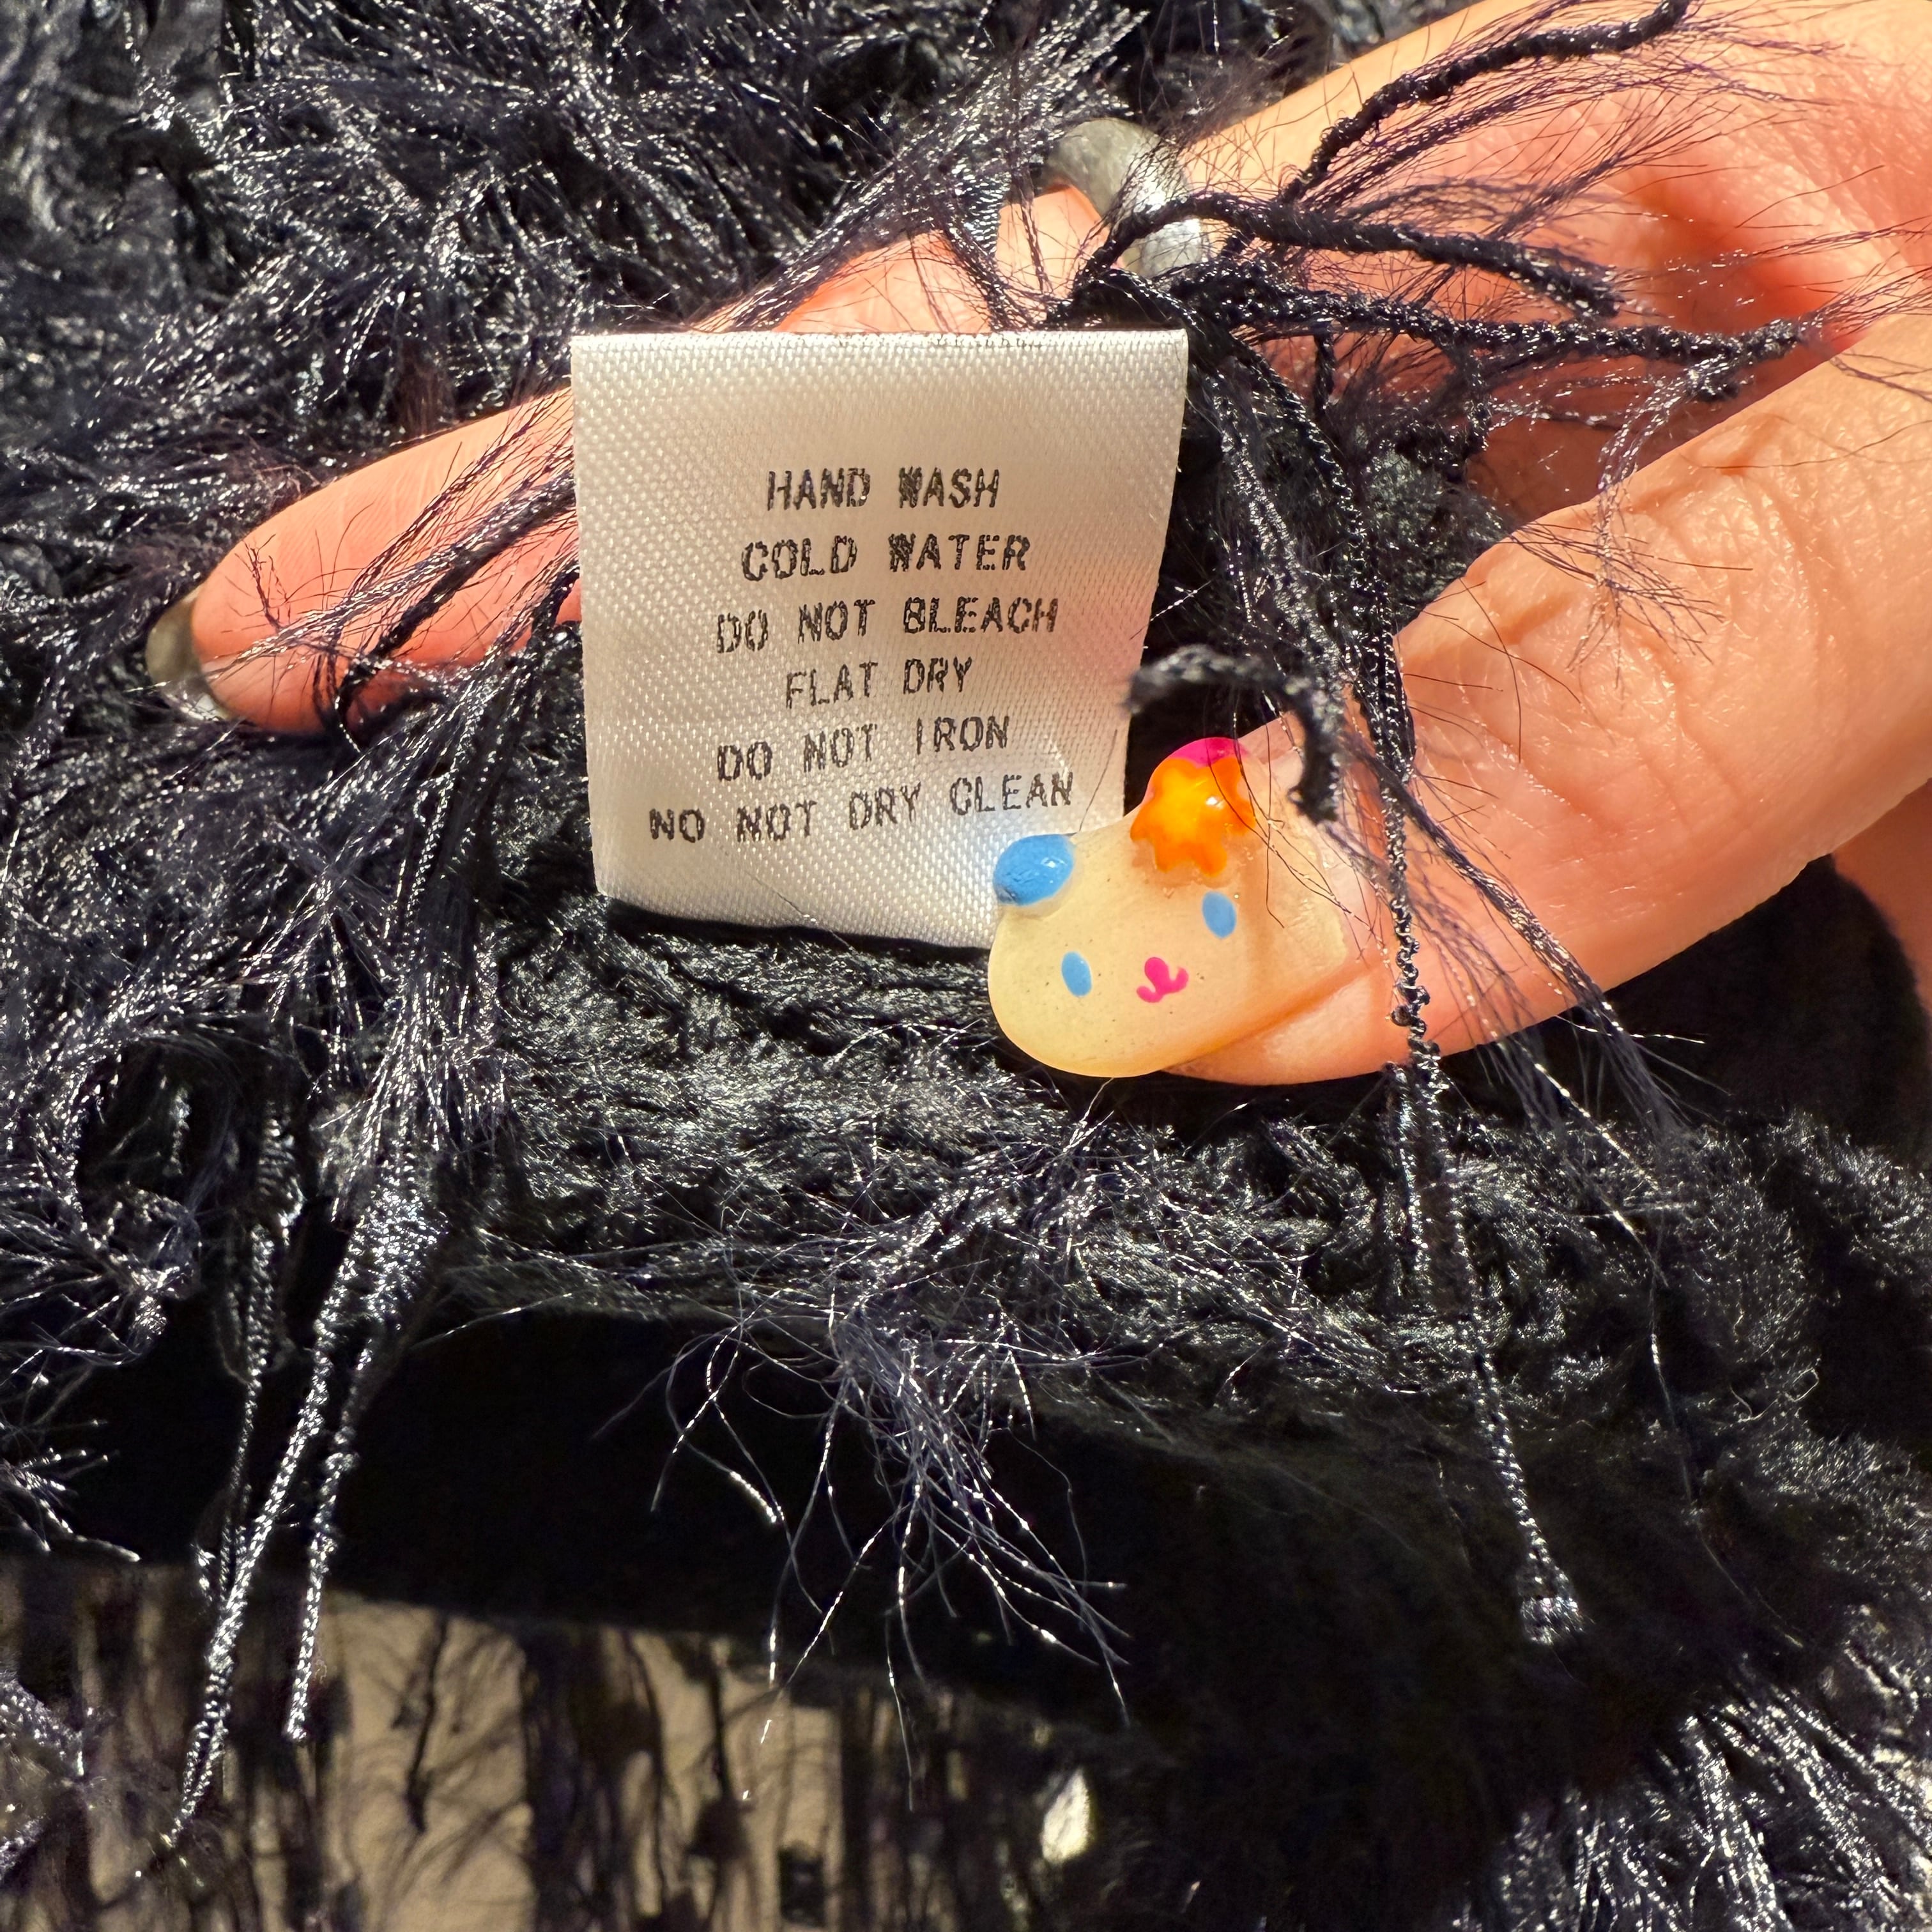 HAND WASH
COLD WATER
DO NOT BLEACH
FLAT DRY
DO NOT IRON
NO NOT DRY CLEAN